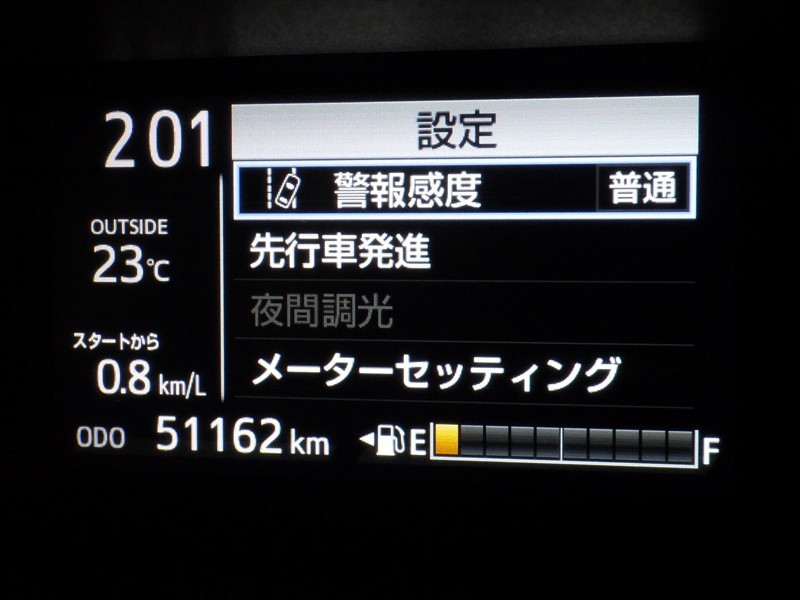 2 01
設定
警報感度 普通
OUTSIDE
23℃
先行車発進
夜間調光
スタートから
0.8 km/L
メーターセッティング
ODO 51162 km
E F